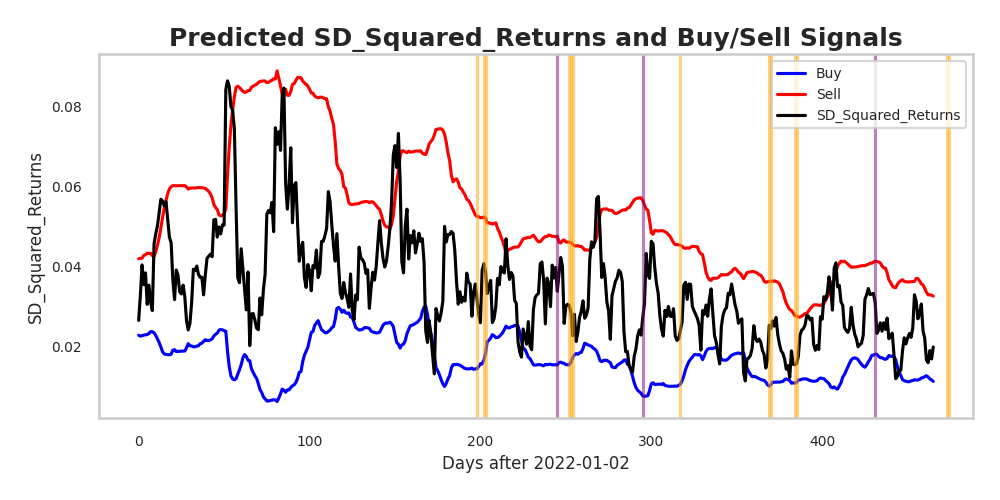 Predicted SD_Squared_Returns and Buy/Sell Signals
Buy
Sell
SD_Squared_Returns
0.08
0.06
0.04
0.02
SD_Squared_Returns
0
100
200
300
400
Days after 2022-01-02